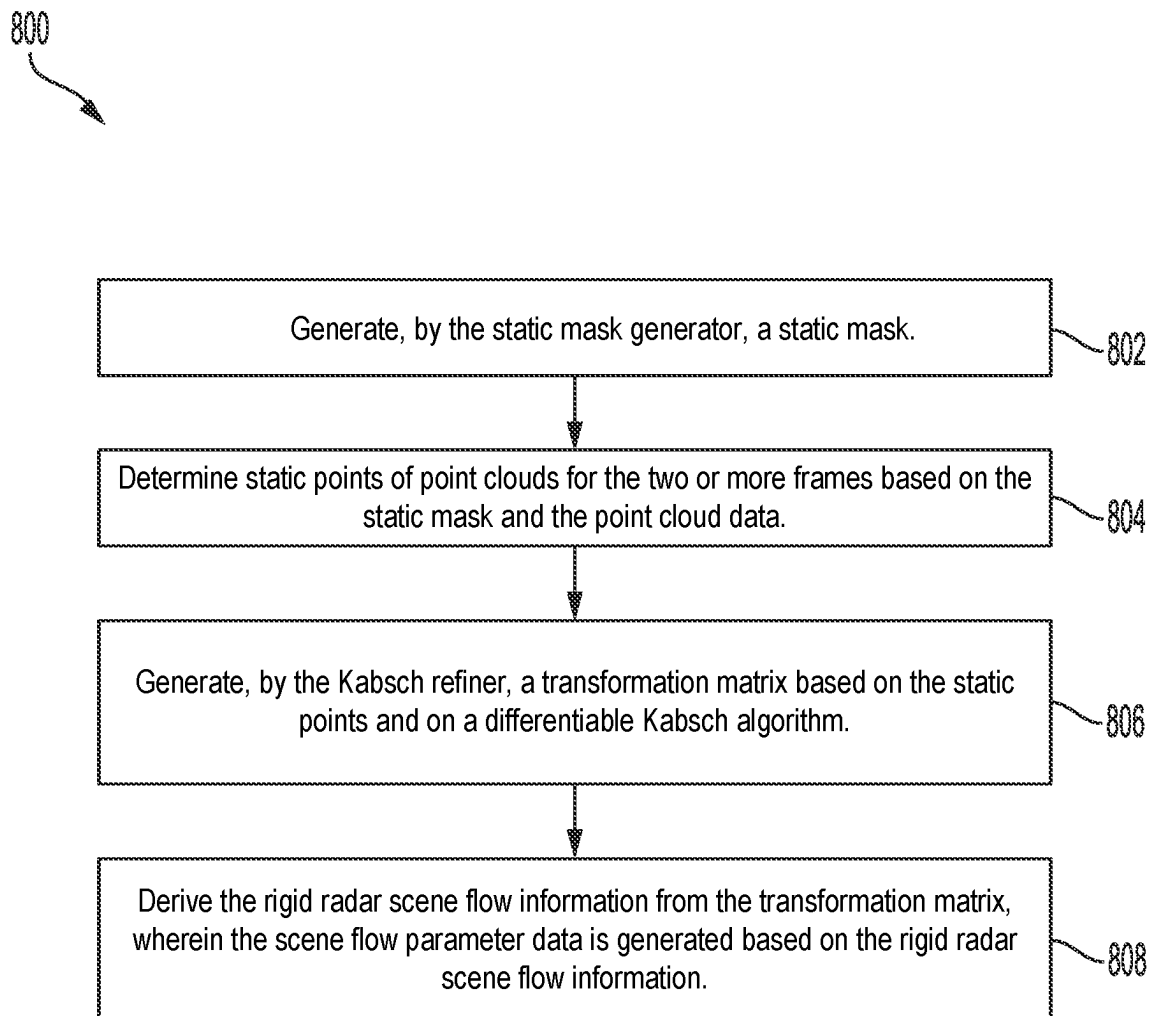 800
Generate, by the static mask generator, a static mask.
802
Determine static points of point clouds for the two or more frames based on the
static mask and the point cloud data.
804
Generate, by the Kabsch refiner, a transformation matrix based on the static
points and on a differentiable Kabsch algorithm.
806
Derive the rigid radar scene flow information from the transformation matrix,
wherein the scene flow parameter data is generated based on the rigid radar
scene flow information.
808